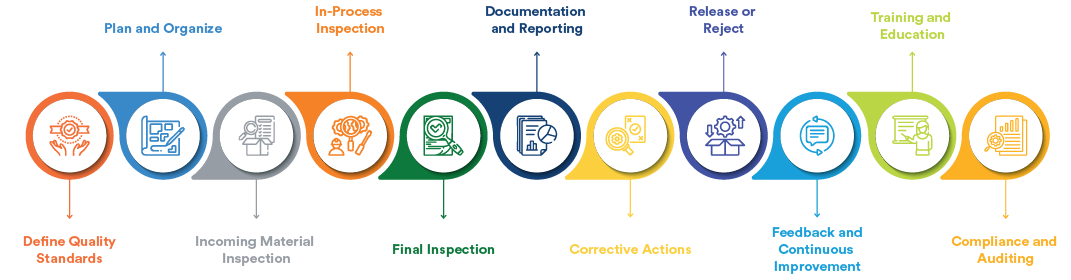 Define Quality
Standards
Plan and Organize
Incoming Material
Inspection
In-Process
Inspection
Final Inspection
Documentation
and Reporting
Corrective Actions
Release or
Reject
Feedback and
Continuous
Improvement
Training and
Education
Compliance and
Auditing